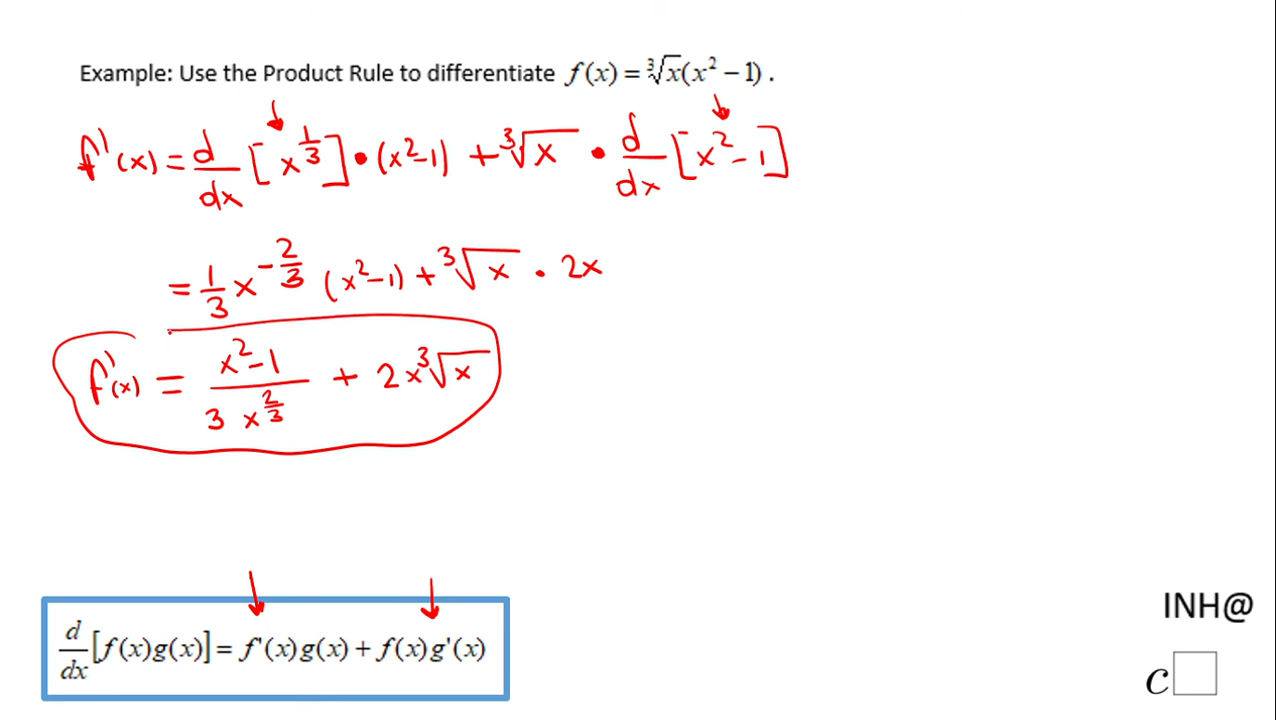 Example: Use the Product Rule to differentiate f(x) = ∛x(x² − 1) .
f'(x) = d/dx [x^(1/3)] • (x²−1) + ∛x • d/dx [x²−1]
= 1/3 x^(−2/3) (x²−1) + ∛x · 2x
f'(x) = (x²−1)/(3x^(2/3)) + 2x∛x
d/dx [f(x)g(x)] = f'(x)g(x) + f(x)g'(x)
INH@
c